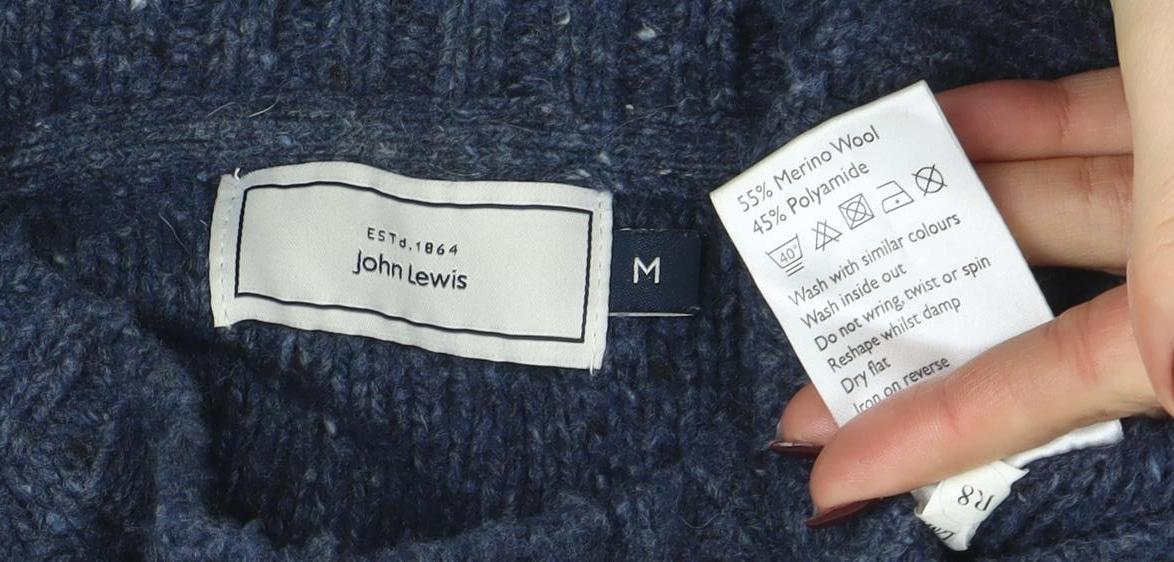 ESTd.1864
John Lewis
M
55% Merino Wool
45% Polyamide
40°
Wash with similar colours
Wash inside out
Do not wring, twist or spin
Reshape whilst damp
Dry flat
Iron on reverse
R8